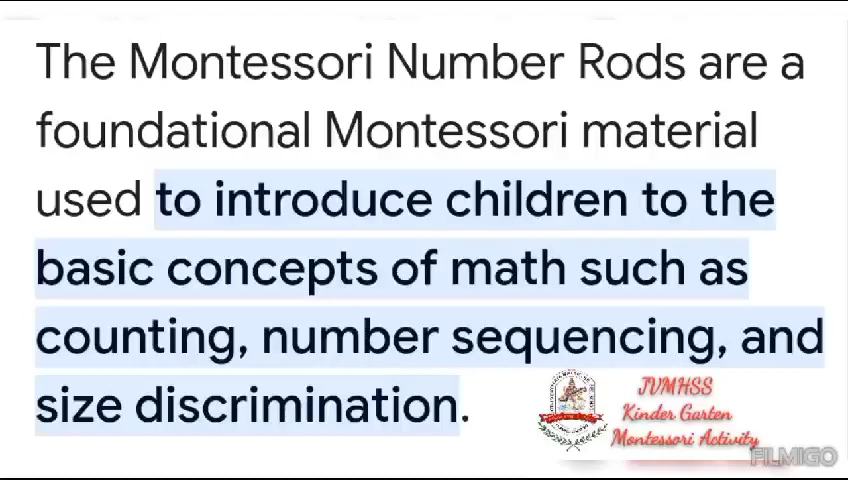 The Montessori Number Rods are a
foundational Montessori material
used to introduce children to the
basic concepts of math such as
counting, number sequencing, and
size discrimination.
JVMHSS
Kinder Garten
Montessori Activity
FILMIGO